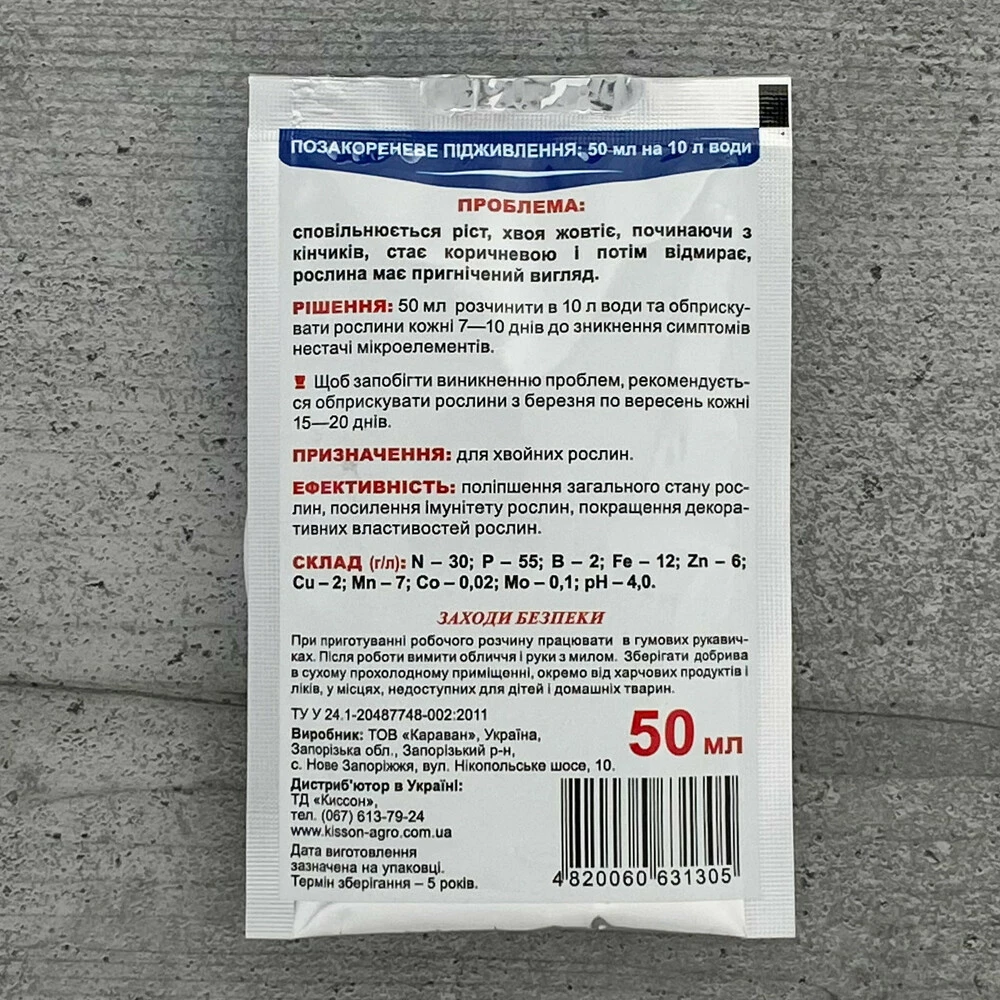 ПОЗАКОРЕНЕВЕ ПІДЖИВЛЕННЯ: 50 мл на 10 л води
ПРОБЛЕМА:
сповільнюється ріст, хвоя жовтіє, починаючи з
кінчиків, стає коричневою і потім відмирає,
рослина має пригнічений вигляд.
РІШЕННЯ: 50 мл розчинити в 10 л води та обприску-
вати рослини кожні 7—10 днів до зникнення симптомів
нестачі мікроелементів.
Щоб запобігти виникненню проблем, рекомендуєть-
ся обприскувати рослини з березня по вересень кожні
15—20 днів.
ПРИЗНАЧЕННЯ: для хвойних рослин.
ЕФЕКТИВНІСТЬ: поліпшення загального стану рос-
лин, посилення імунітету рослин, покращення декора-
тивних властивостей рослин.
СКЛАД (г/л): N – 30; P – 55; B – 2; Fe – 12; Zn – 6;
Cu – 2; Mn – 7; Co – 0,02; Mo – 0,1; pH – 4,0.
ЗАХОДИ БЕЗПЕКИ
При приготуванні робочого розчину працювати в гумових рукавич-
ках. Після роботи вимити обличчя і руки з милом. Зберігати добрива
в сухому прохолодному приміщенні, окремо від харчових продуктів і
ліків, у місцях, недоступних для дітей і домашніх тварин.
ТУ У 24.1-20487748-002:2011
Виробник: ТОВ «Караван», Україна,
Запорізька обл., Запорізький р-н,
с. Нове Запоріжжя, вул. Нікопольське шосе, 10.
50 мл
Дистриб'ютор в Україні:
ТД «Киссон»,
тел. (067) 613-79-24
www.kisson-agro.com.ua
Дата виготовлення
зазначена на упаковці.
Термін зберігання – 5 років.
4 820060 631305